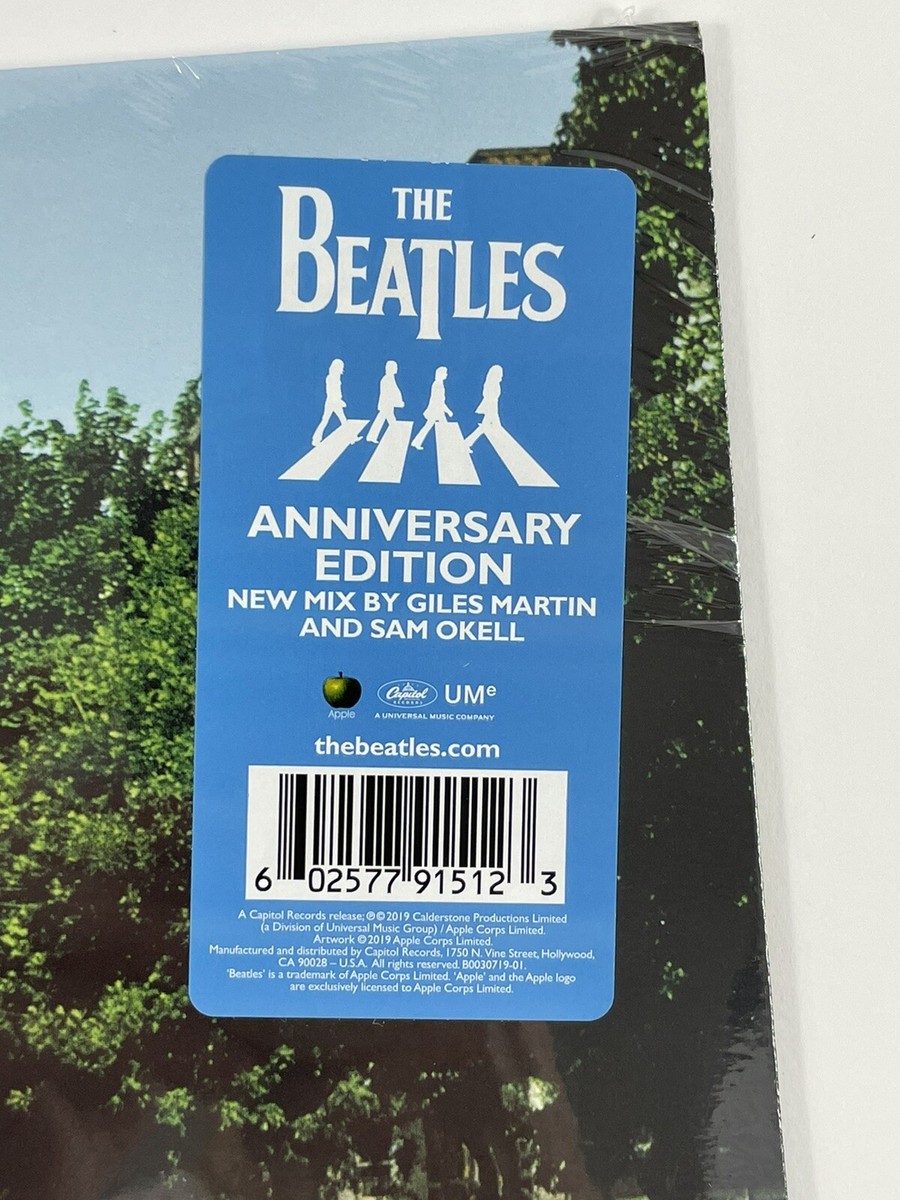 THE
BEATLES
ANNIVERSARY
EDITION
NEW MIX BY GILES MARTIN
AND SAM OKELL
Apple
Capitol
RECORDS
UMe
A UNIVERSAL MUSIC COMPANY
thebeatles.com
6 02577 91512 3
A Capitol Records release; ℗©2019 Calderstone Productions Limited
(a Division of Universal Music Group) / Apple Corps Limited.
Artwork ©2019 Apple Corps Limited.
Manufactured and distributed by Capitol Records, 1750 N. Vine Street, Hollywood,
CA 90028 – U.S.A. All rights reserved. B0030719-01.
'Beatles' is a trademark of Apple Corps Limited. 'Apple' and the Apple logo
are exclusively licensed to Apple Corps Limited.